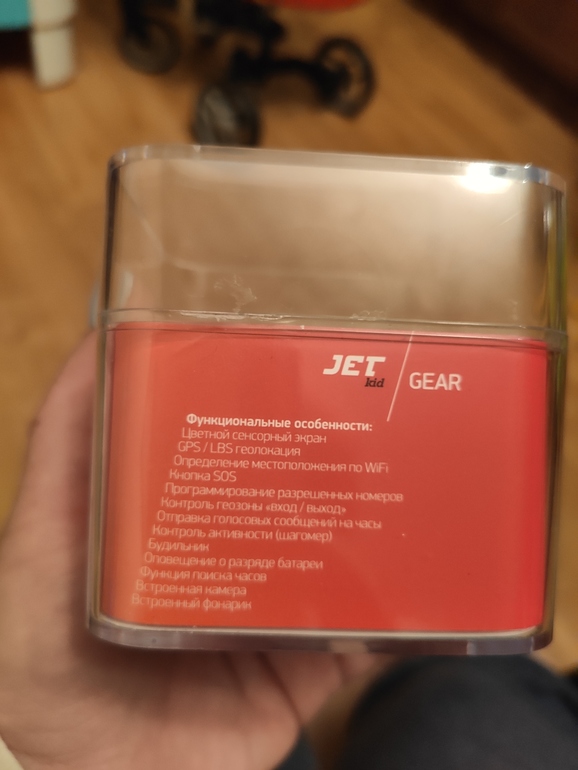 JET
kid
GEAR
Функциональные особенности:
Цветной сенсорный экран
GPS / LBS геолокация
Определение местоположения по WiFi
Кнопка SOS
Программирование разрешенных номеров
Контроль геозоны «вход / выход»
Отправка голосовых сообщений на часы
Контроль активности (шагомер)
Будильник
Оповещение о разряде батареи
Функция поиска часов
Встроенная камера
Встроенный фонарик